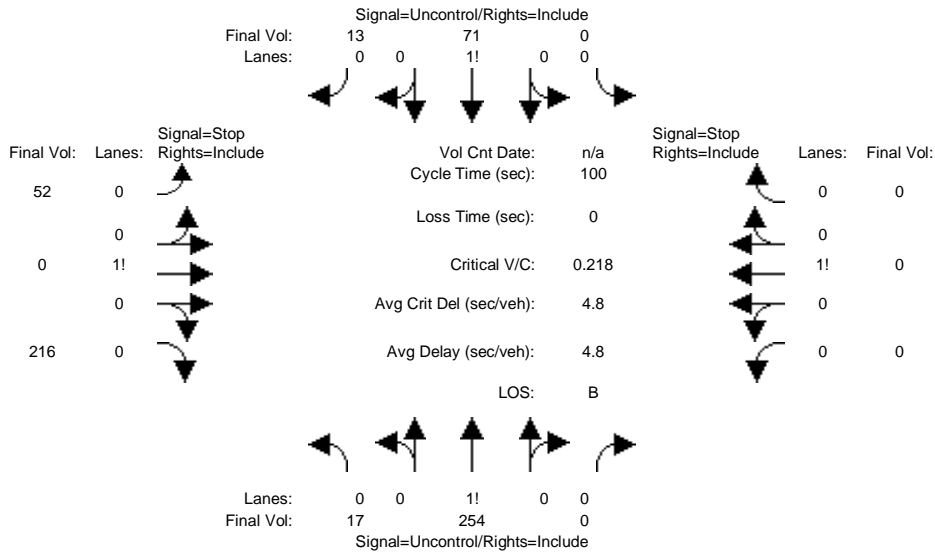 Signal=Uncontrol/Rights=Include
Final Vol: 13 71 0
Lanes: 0 0 1! 0 0
Signal=Stop Signal=Stop
Final Vol: Lanes: Rights=Include Vol Cnt Date: n/a Rights=Include Lanes: Final Vol:
Cycle Time (sec): 100
52 0 0 0
Loss Time (sec): 0
0 0
0 1! Critical V/C: 0.218 1! 0
0 Avg Crit Del (sec/veh): 4.8 0
216 0 Avg Delay (sec/veh): 4.8 0 0
LOS: B
Lanes: 0 0 1! 0 0
Final Vol: 17 254 0
Signal=Uncontrol/Rights=Include